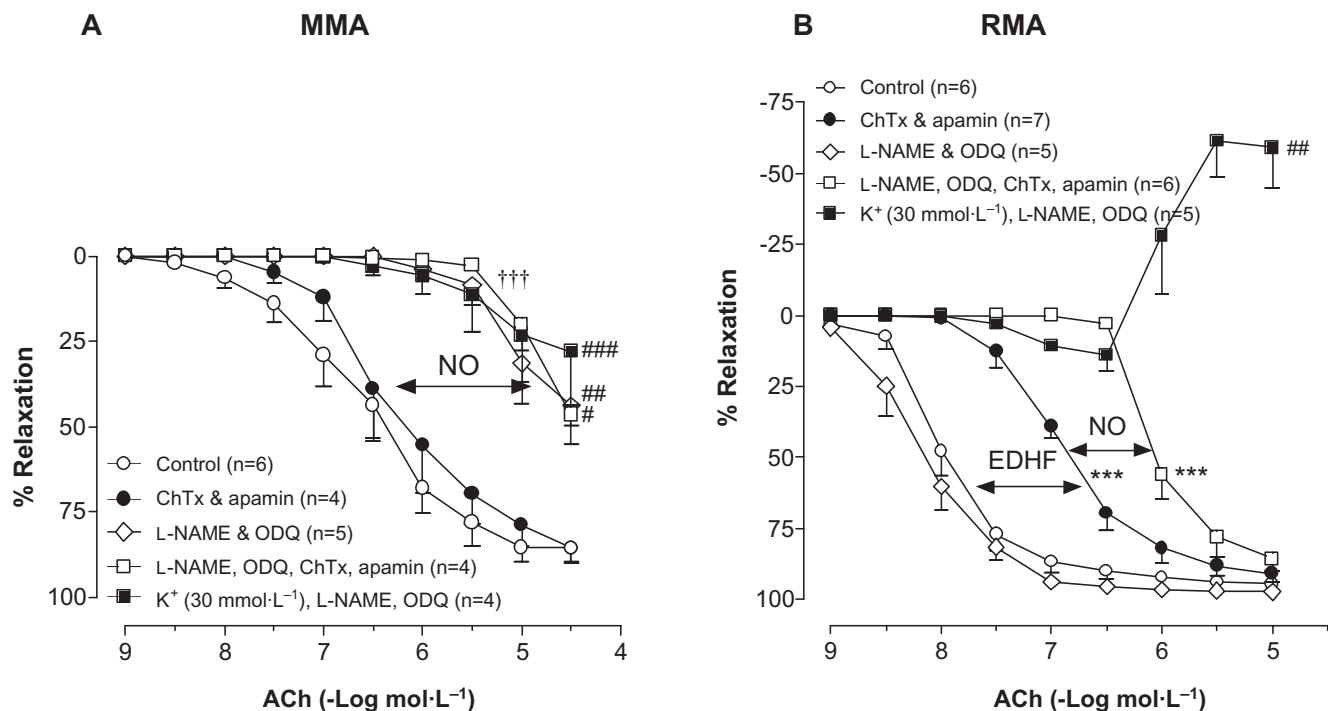 A MMA
% Relaxation
0
25
50
75
100
†††
NO
###
##
#
Control (n=6)
ChTx & apamin (n=4)
L-NAME & ODQ (n=5)
L-NAME, ODQ, ChTx, apamin (n=4)
K⁺ (30 mmol·L⁻¹), L-NAME, ODQ (n=4)
9 8 7 6 5 4
ACh (-Log mol·L⁻¹)
B RMA
Control (n=6)
ChTx & apamin (n=7)
L-NAME & ODQ (n=5)
L-NAME, ODQ, ChTx, apamin (n=6)
K⁺ (30 mmol·L⁻¹), L-NAME, ODQ (n=5)
% Relaxation
-75
-50
-25
0
25
50
75
100
##
NO
EDHF
***
***
9 8 7 6 5
ACh (-Log mol·L⁻¹)